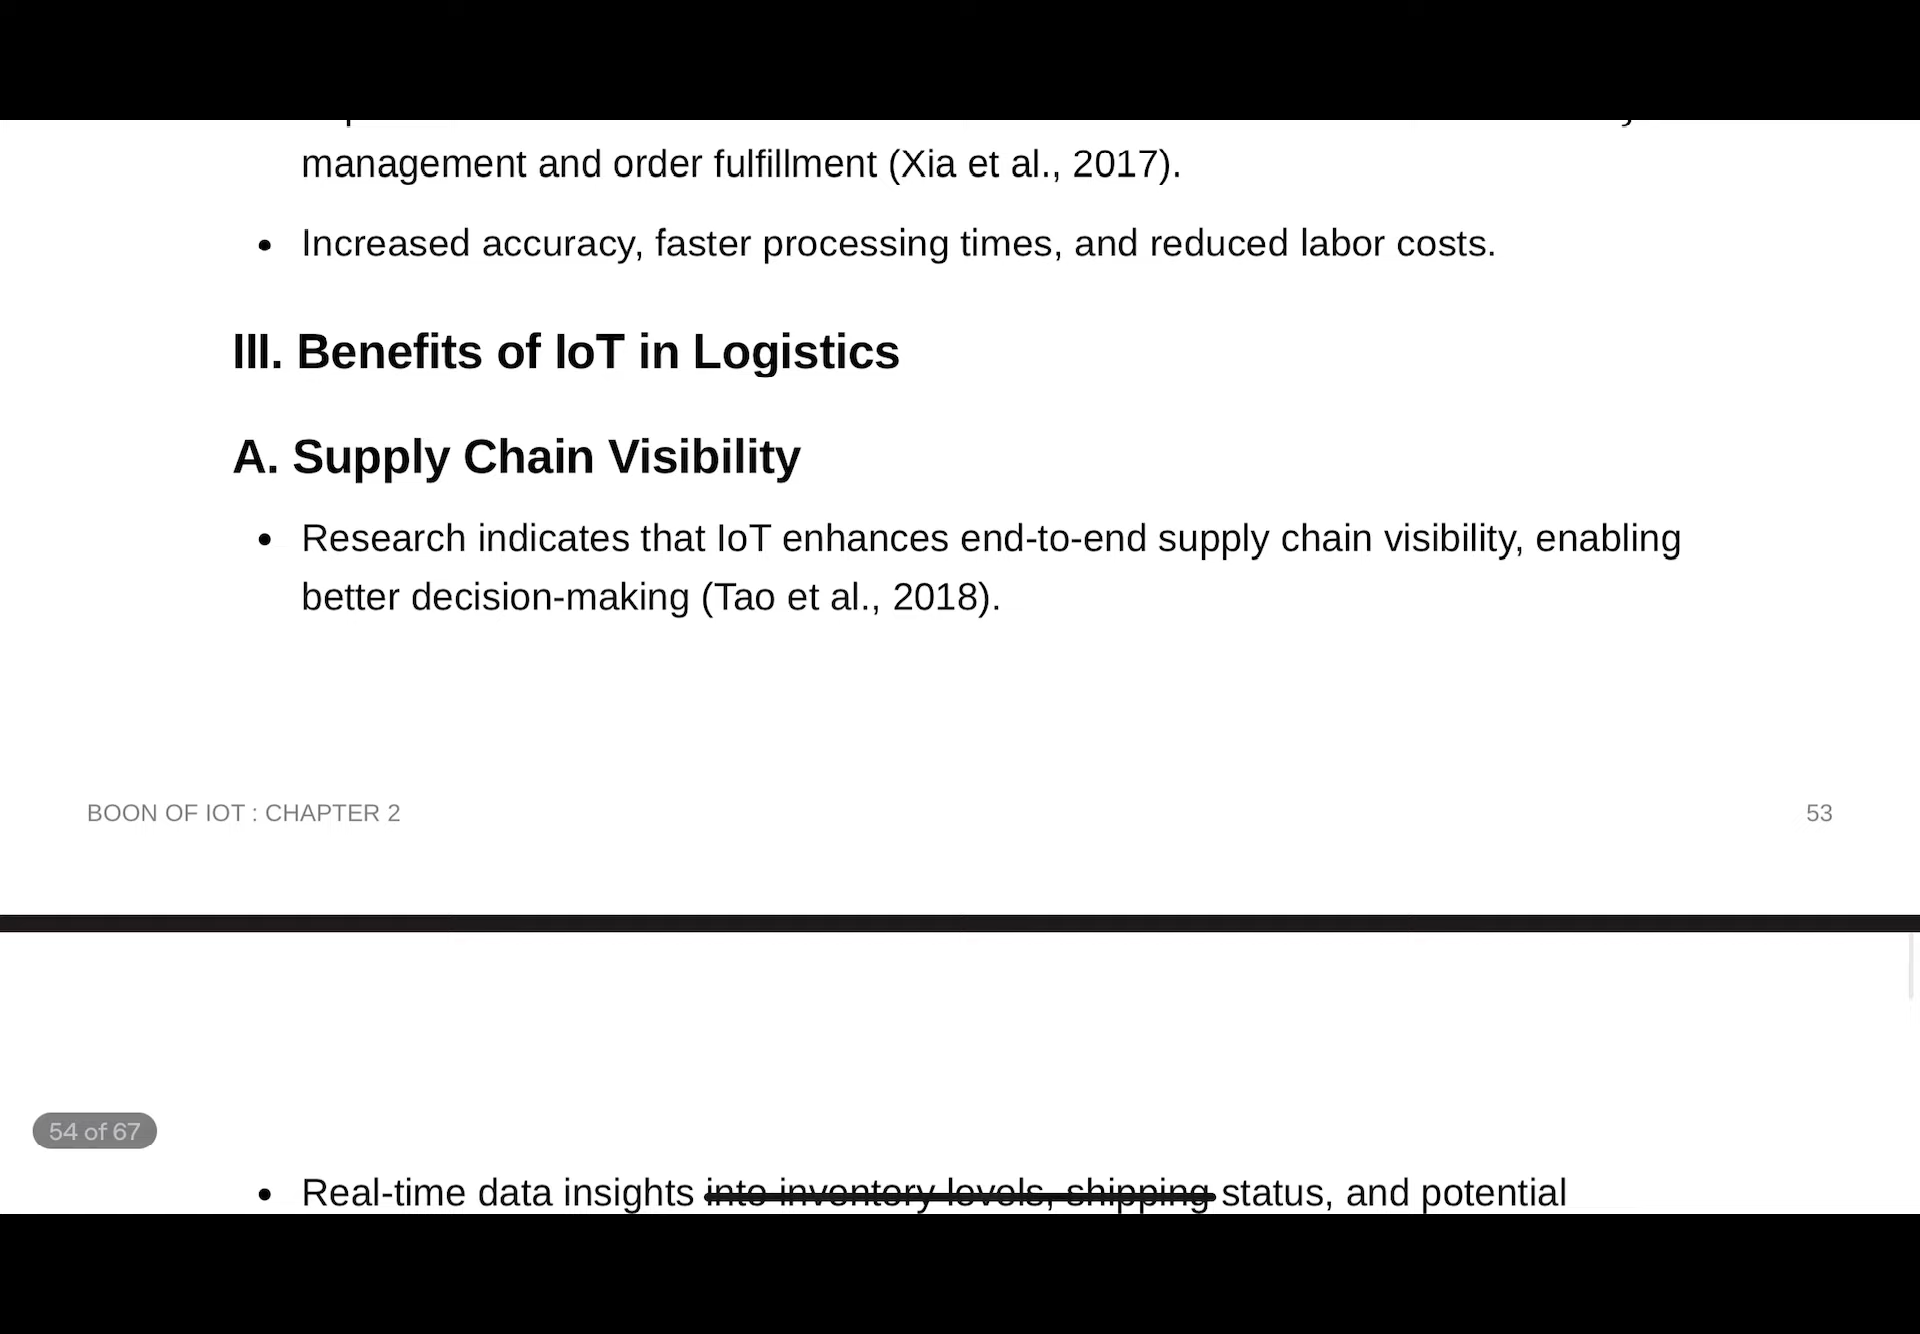 management and order fulfillment (Xia et al., 2017).
• Increased accuracy, faster processing times, and reduced labor costs.
III. Benefits of IoT in Logistics
A. Supply Chain Visibility
• Research indicates that IoT enhances end-to-end supply chain visibility, enabling
better decision-making (Tao et al., 2018).
BOON OF IOT : CHAPTER 2 53
54 of 67
• Real-time data insights into inventory levels, shipping status, and potential